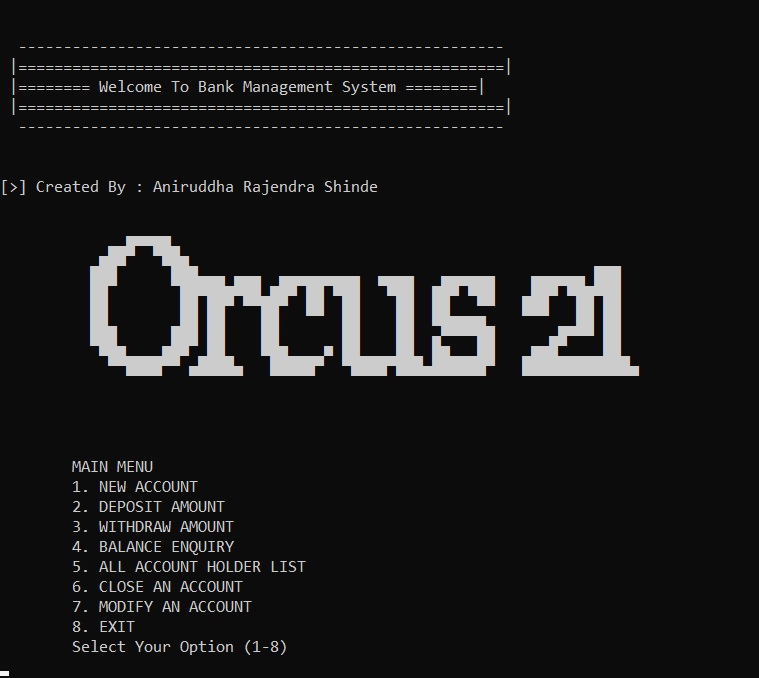 ------------------------------------------------------
|======================================================|
|======== Welcome To Bank Management System ========|
|======================================================|
------------------------------------------------------
[>] Created By : Aniruddha Rajendra Shinde
Orcus 21
MAIN MENU
1. NEW ACCOUNT
2. DEPOSIT AMOUNT
3. WITHDRAW AMOUNT
4. BALANCE ENQUIRY
5. ALL ACCOUNT HOLDER LIST
6. CLOSE AN ACCOUNT
7. MODIFY AN ACCOUNT
8. EXIT
Select Your Option (1-8)